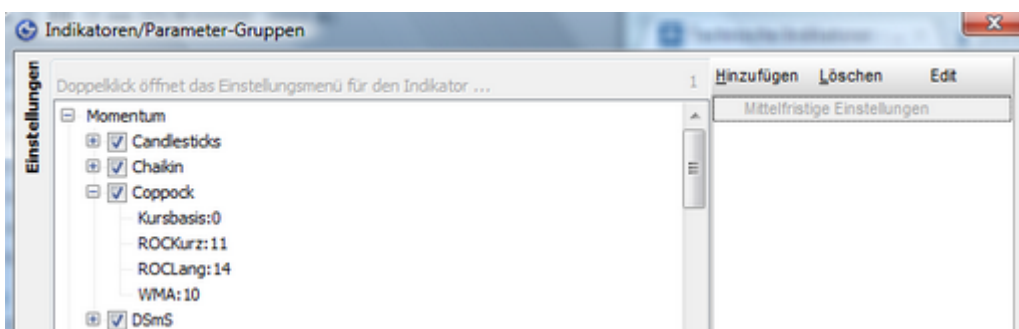 Indikatoren/Parameter-Gruppen
Einstellungen
Doppelklick öffnet das Einstellungsmenü für den Indikator ... 1
Hinzufügen Löschen Edit
Mittelfristige Einstellungen
Momentum
Candlesticks
Chaikin
Coppock
Kursbasis:0
ROCKurz:11
ROCLang:14
WMA:10
DSmS